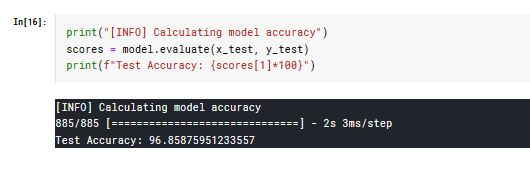 In[16]:
print("[INFO] Calculating model accuracy")
scores = model.evaluate(x_test, y_test)
print(f"Test Accuracy: {scores[1]*100}")
[INFO] Calculating model accuracy
885/885 [==============================] - 2s 3ms/step
Test Accuracy: 96.85875951233557